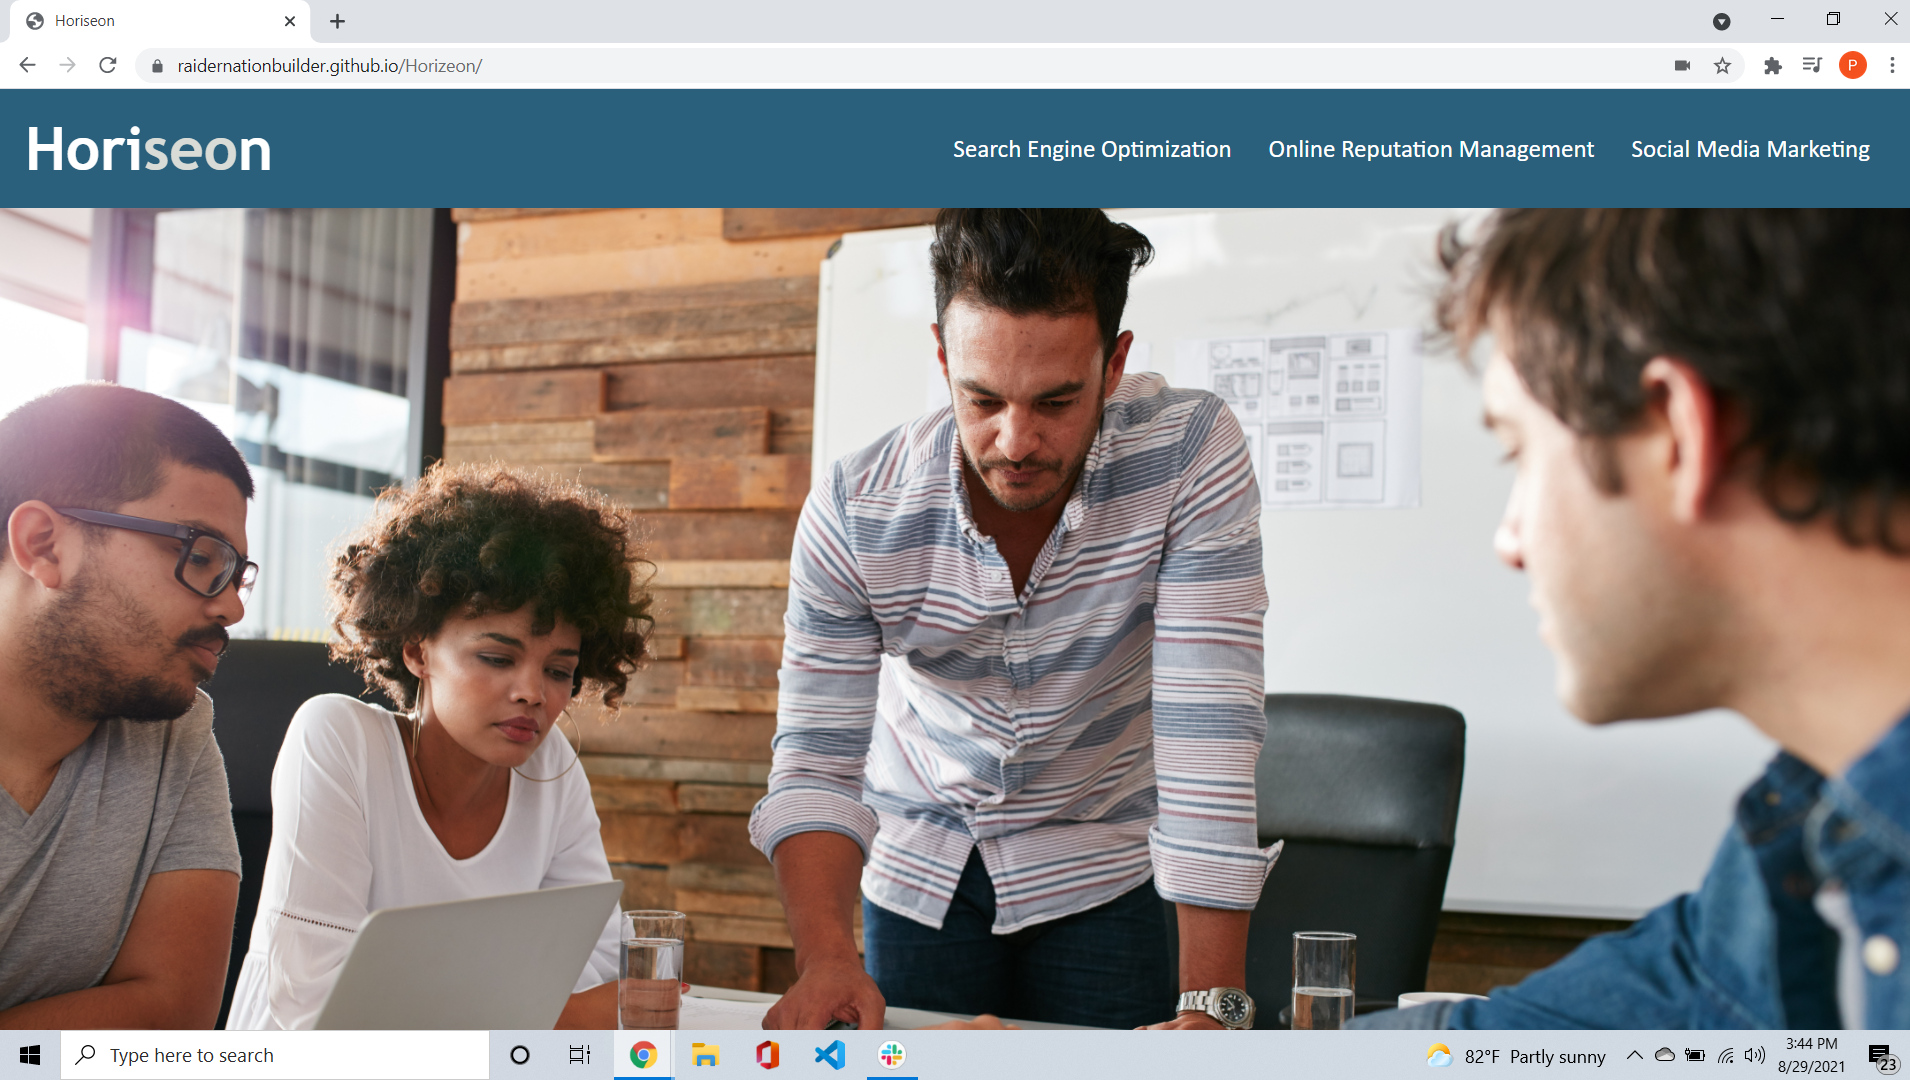 Horiseon
raidernationbuilder.github.io/Horizeon/
P
Horiseon
Search Engine Optimization
Online Reputation Management
Social Media Marketing
Type here to search
82°F Partly sunny
3:44 PM
8/29/2021
23